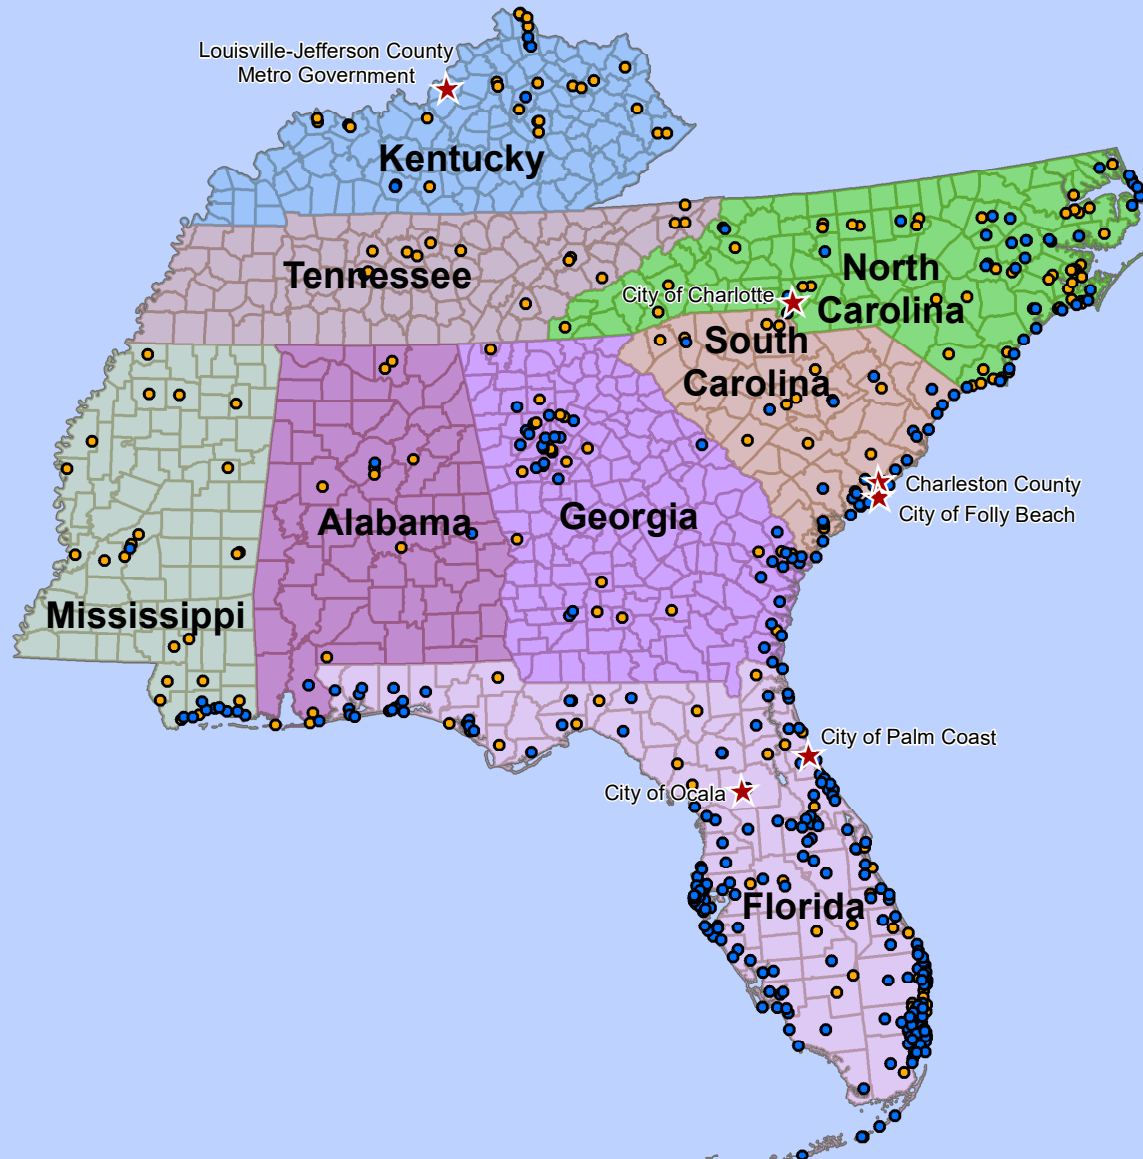 Louisville-Jefferson County
Metro Government
Kentucky
Tennessee
North
Carolina
City of Charlotte
South
Carolina
Charleston County
City of Folly Beach
Alabama
Georgia
Mississippi
City of Palm Coast
City of Ocala
Florida